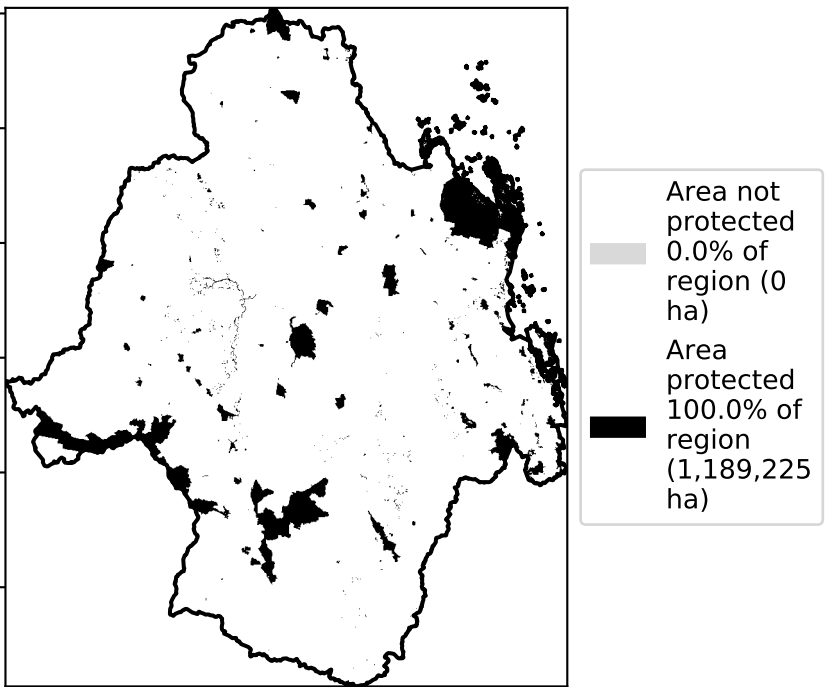 Area not
protected
0.0% of
region (0
ha)
Area
protected
100.0% of
region
(1,189,225
ha)